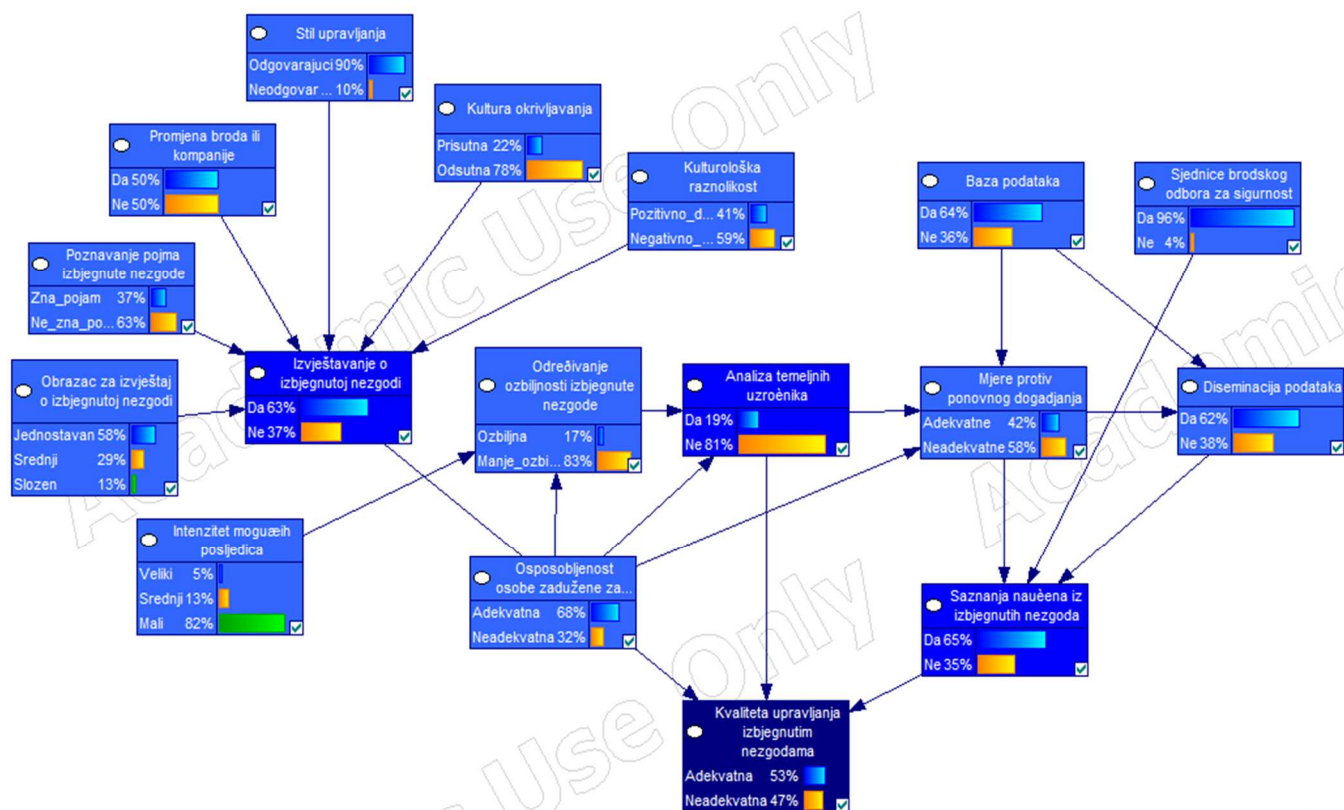 Stil upravljanja
Odgovarajuci 90%
Neodgovar ... 10%
Kultura okrivljavanja
Prisutna 22%
Odsutna 78%
Promjena broda ili
kompanije
Da 50%
Ne 50%
Kulturološka
raznolikost
Pozitivno_d... 41%
Negativno_... 59%
Baza podataka
Da 64%
Ne 36%
Sjednice brodskog
odbora za sigurnost
Da 96%
Ne 4%
Poznavanje pojma
izbjegnute nezgode
Zna_pojam 37%
Ne_zna_po... 63%
Obrazac za izvještaj
o izbjegnutoj nezgodi
Jednostavan 58%
Srednji 29%
Slozen 13%
Izvještavanje o
izbjegnutoj nezgodi
Da 63%
Ne 37%
Odreðivanje
ozbiljnosti izbjegnute
nezgode
Ozbiljna 17%
Manje_ozbi... 83%
Analiza temeljnih
uzroènika
Da 19%
Ne 81%
Mjere protiv
ponovnog dogadjanja
Adekvatne 42%
Neadekvatne 58%
Diseminacija podataka
Da 62%
Ne 38%
Intenzitet moguæih
posljedica
Veliki 5%
Srednji 13%
Mali 82%
Osposobljenost
osobe zadužene za...
Adekvatna 68%
Neadekvatna 32%
Saznanja nauèena iz
izbjegnutih nezgoda
Da 65%
Ne 35%
Kvaliteta upravljanja
izbjegnutim
nezgodama
Adekvatna 53%
Neadekvatna 47%
Academic Use Only
Academic
Use Only